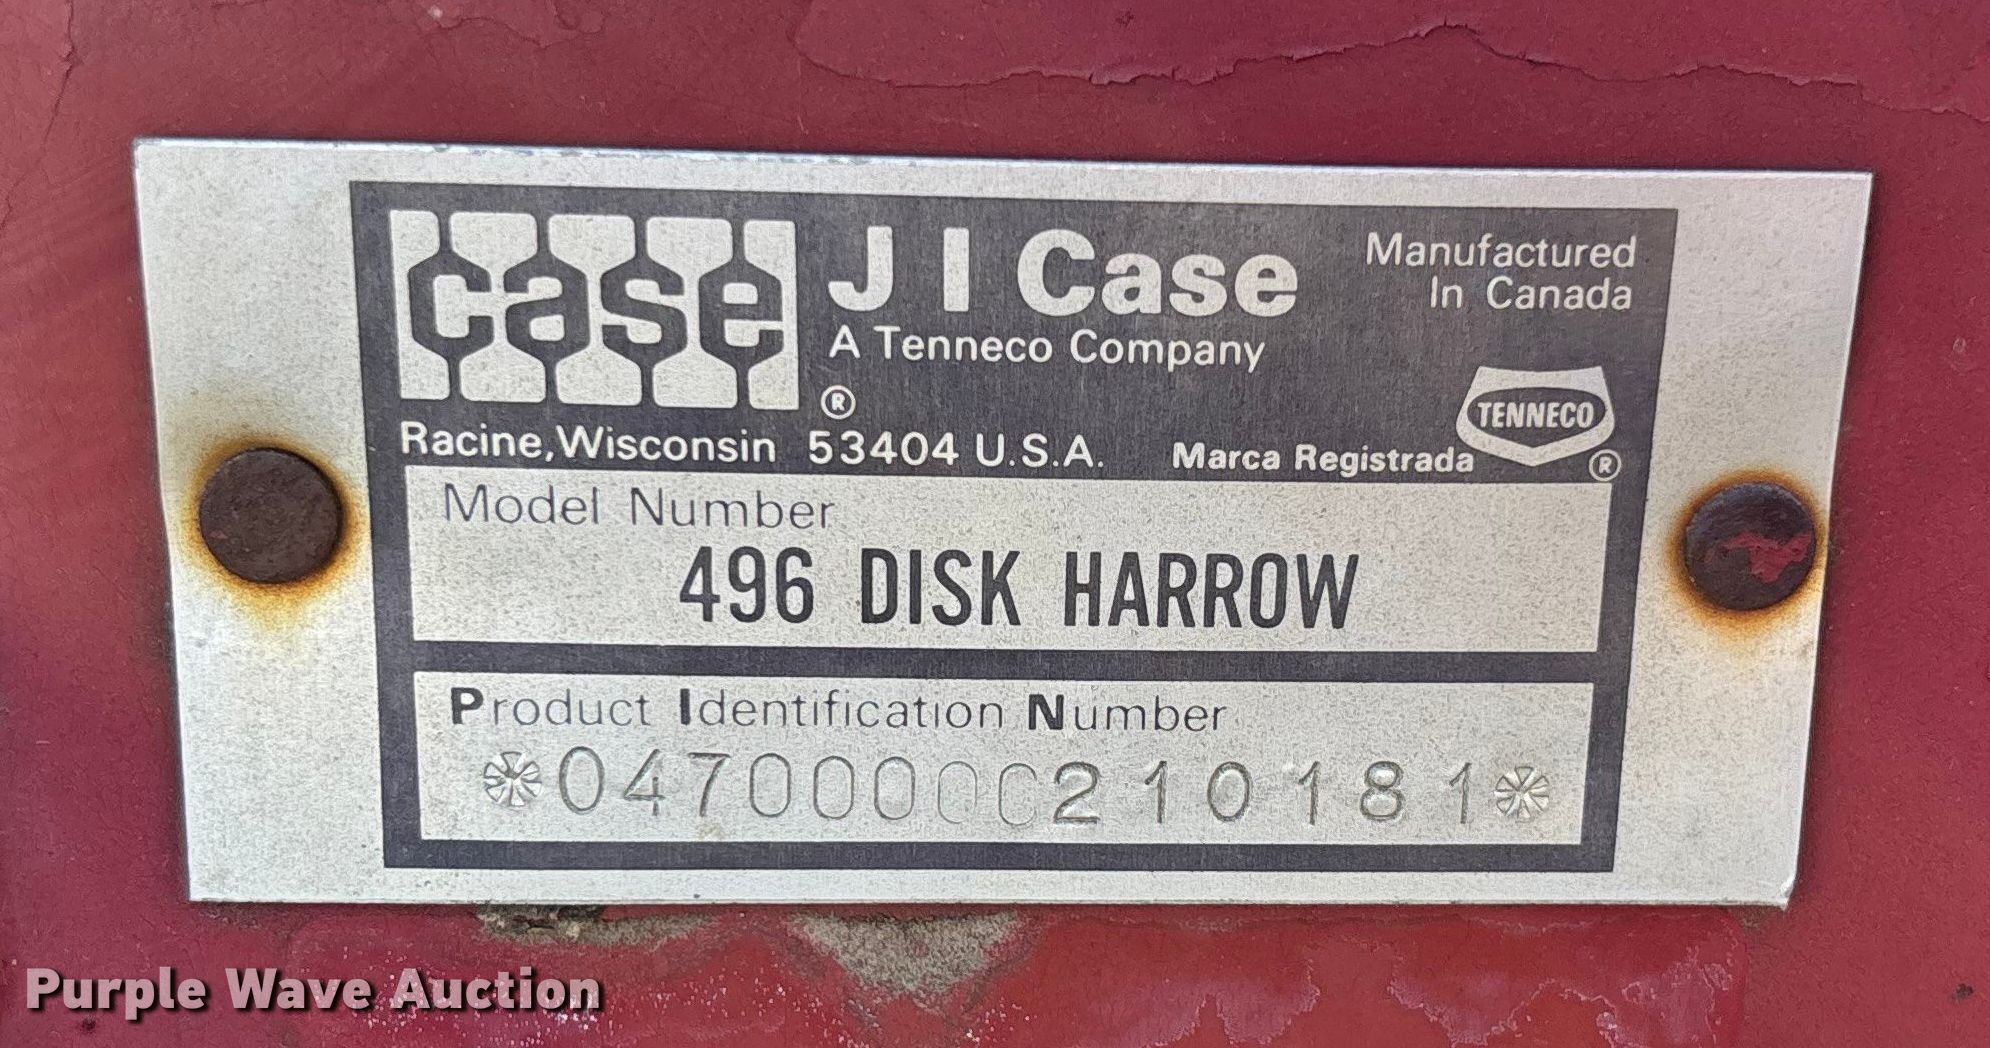 case
J I Case
Manufactured
In Canada
A Tenneco Company
®
TENNECO
Racine, Wisconsin 53404 U.S.A.
Marca Registrada
®
Model Number
496 DISK HARROW
Product Identification Number
*0470000C210181*
Purple Wave Auction